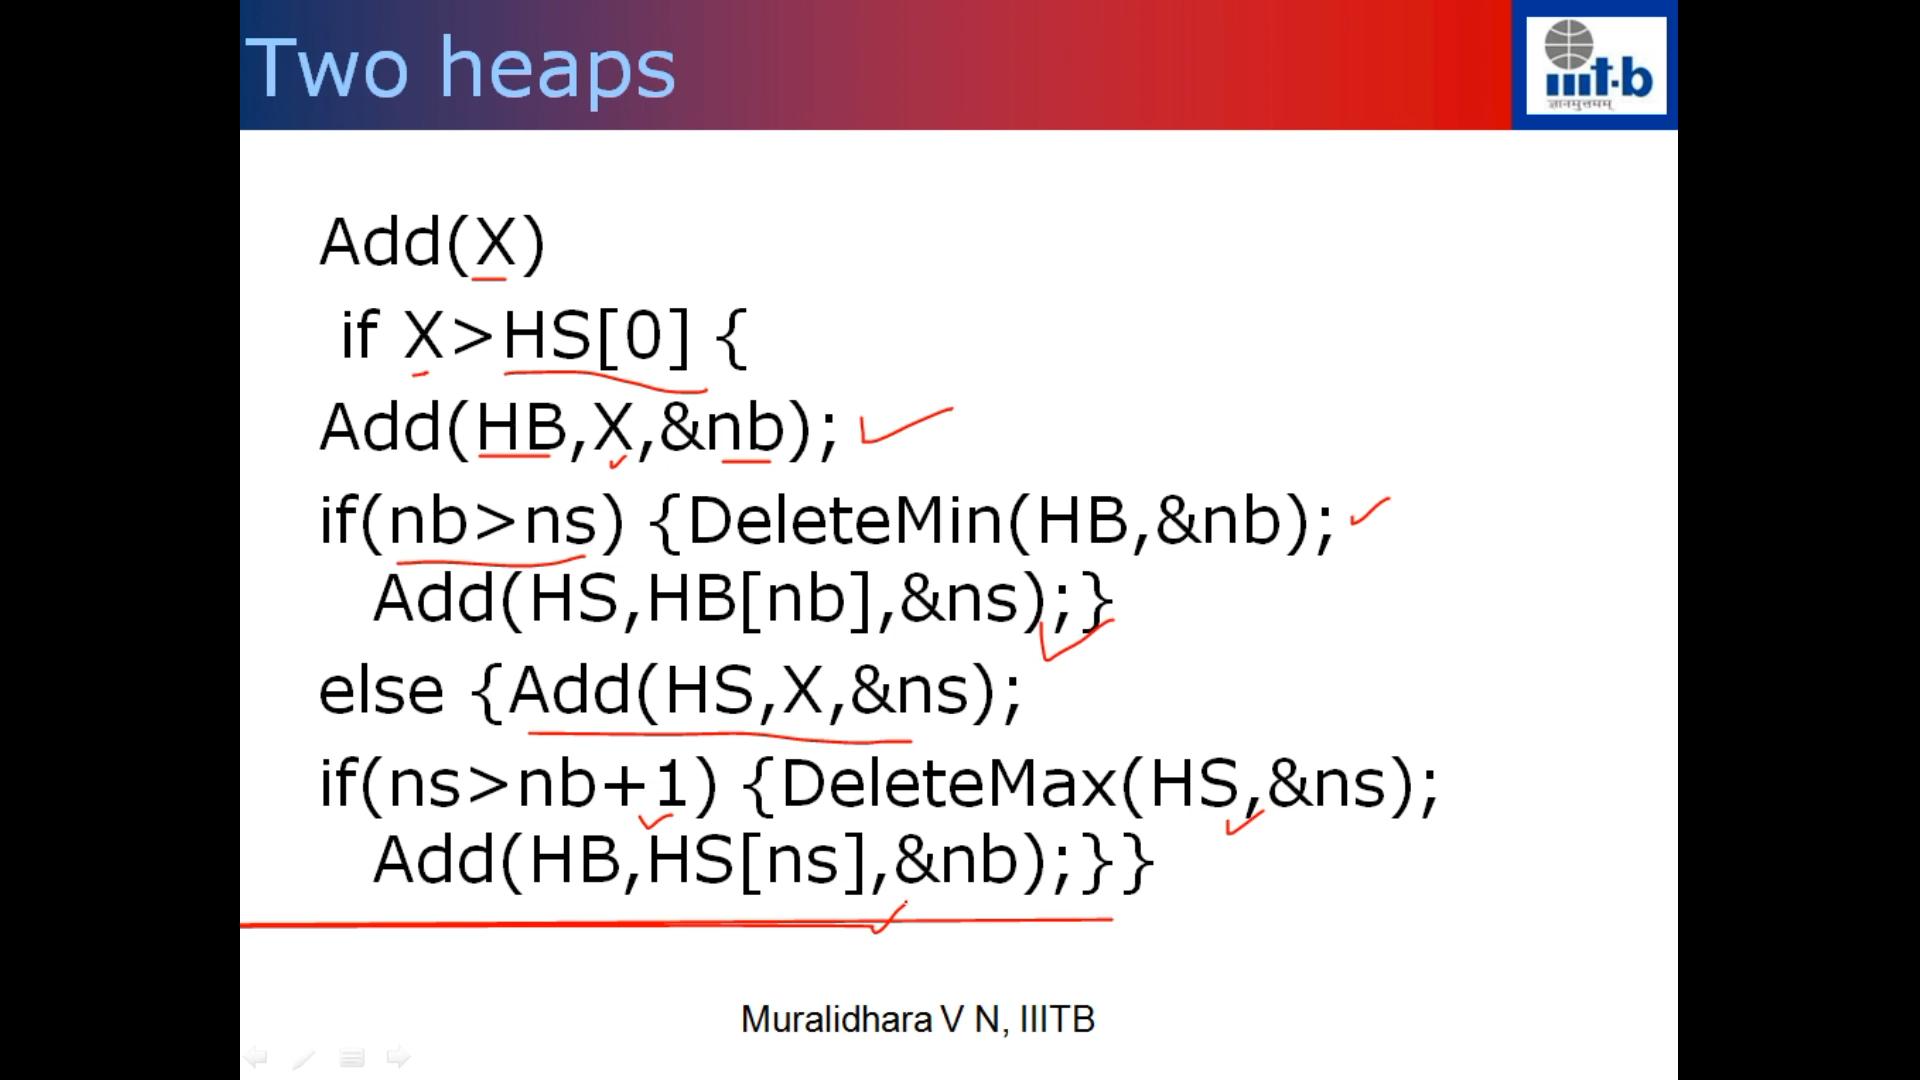 Two heaps
iiit-b
ज्ञानमुत्तमम्
Add(X)
if X>HS[0] {
Add(HB,X,&nb);
if(nb>ns) {DeleteMin(HB,&nb);
Add(HS,HB[nb],&ns);}
else {Add(HS,X,&ns);
if(ns>nb+1) {DeleteMax(HS,&ns);
Add(HB,HS[ns],&nb);}}
Muralidhara V N, IIITB